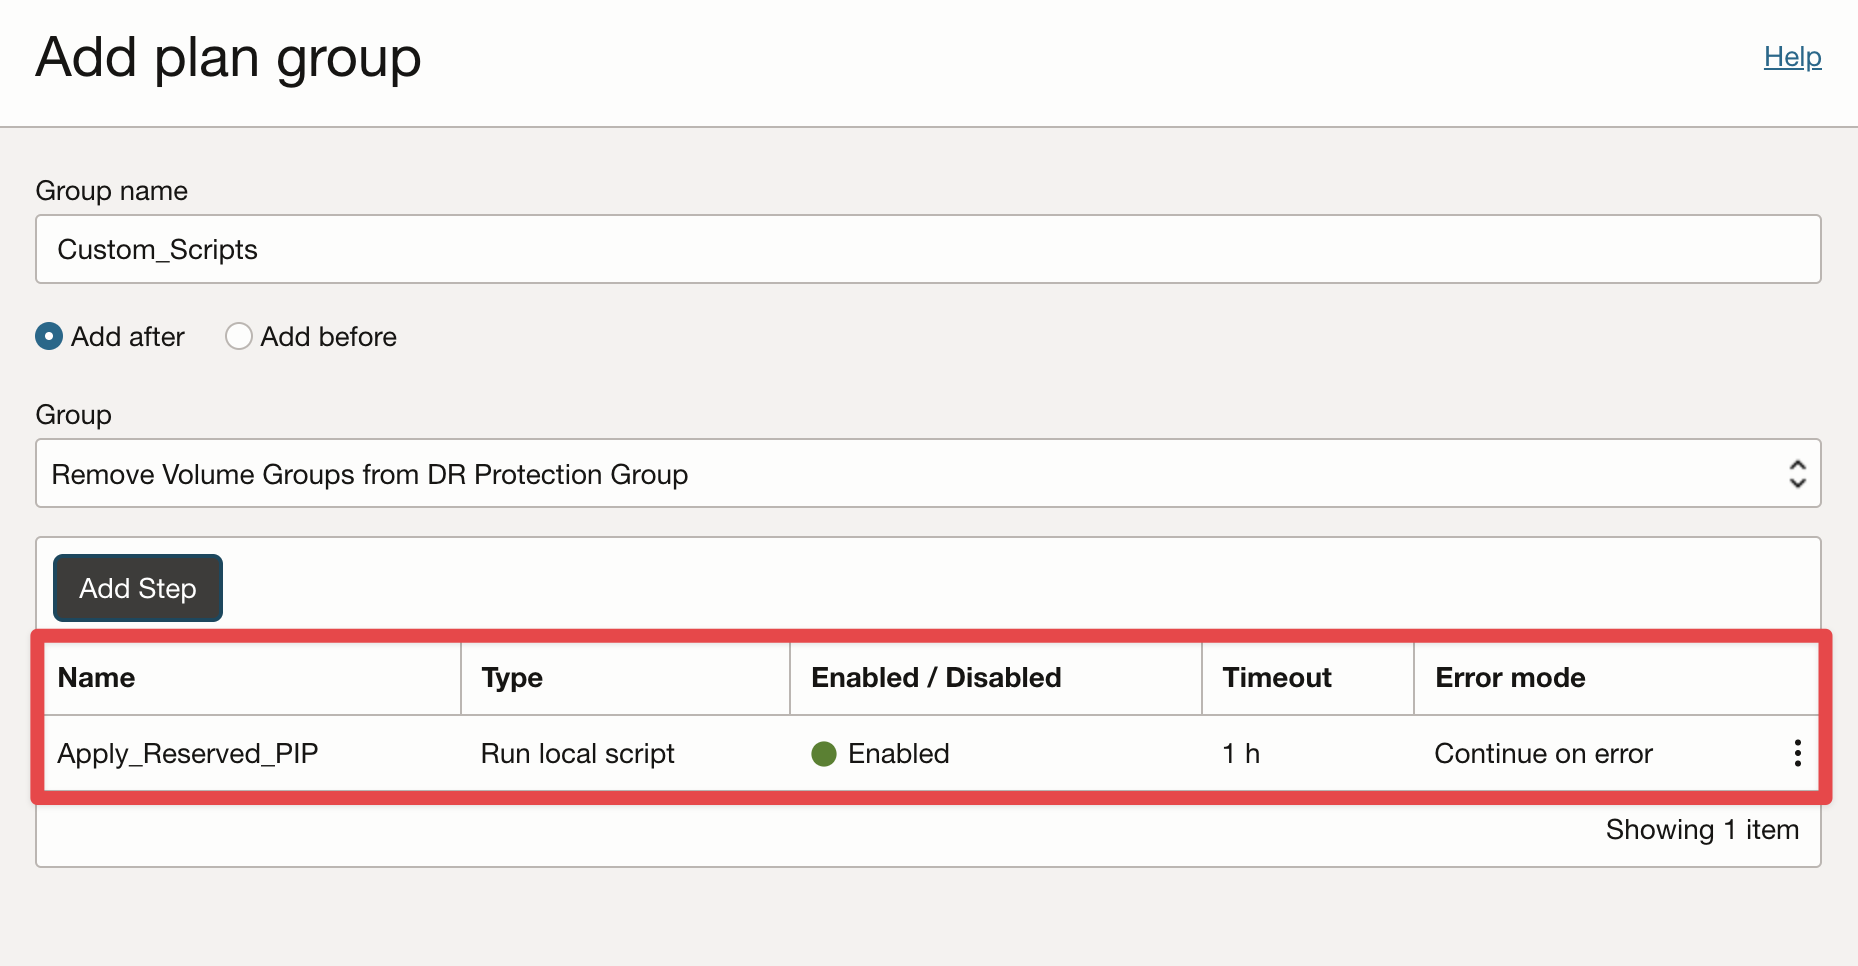 Add plan group
Help
Group name
Custom_Scripts
Add after Add before
Group
Remove Volume Groups from DR Protection Group
Add Step
Name Type Enabled / Disabled Timeout Error mode
Apply_Reserved_PIP Run local script Enabled 1 h Continue on error
Showing 1 item